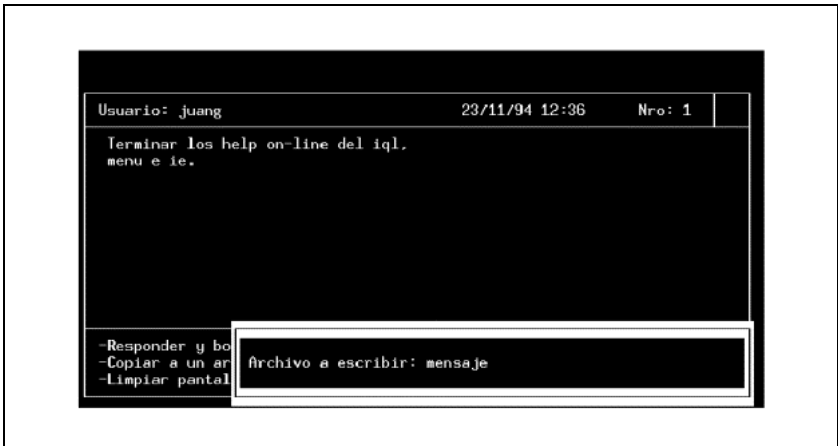 Usuario: juang 23/11/94 12:36 Nro: 1
Terminar los help on-line del iql,
menu e ie.
-Responder y bo
-Copiar a un ar
-Limpiar pantal
Archivo a escribir: mensaje